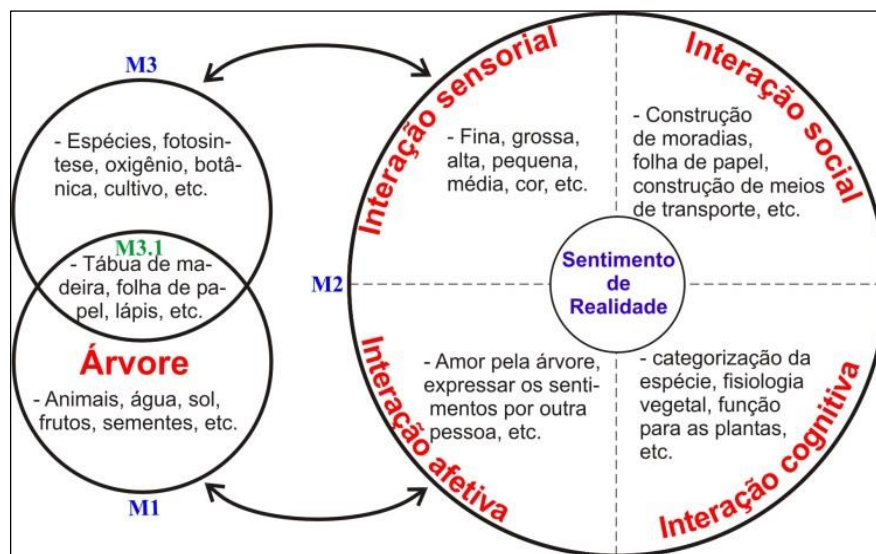 M3
- Espécies, fotosin-
tese, oxigênio, botâ-
nica, cultivo, etc.
M3.1
- Tábua de ma-
deira, folha de pa-
pel, lápis, etc.
Árvore
- Animais, água, sol,
frutos, sementes, etc.
M1
M2
Interação sensorial
- Fina, grossa,
alta, pequena,
média, cor, etc.
Interação social
- Construção
de moradias,
folha de papel,
construção de meios
de transporte, etc.
Sentimento
de
Realidade
Interação afetiva
- Amor pela árvore,
expressar os senti-
mentos por outra
pessoa, etc.
Interação cognitiva
- categorização da
espécie, fisiologia
vegetal, função
para as plantas,
etc.